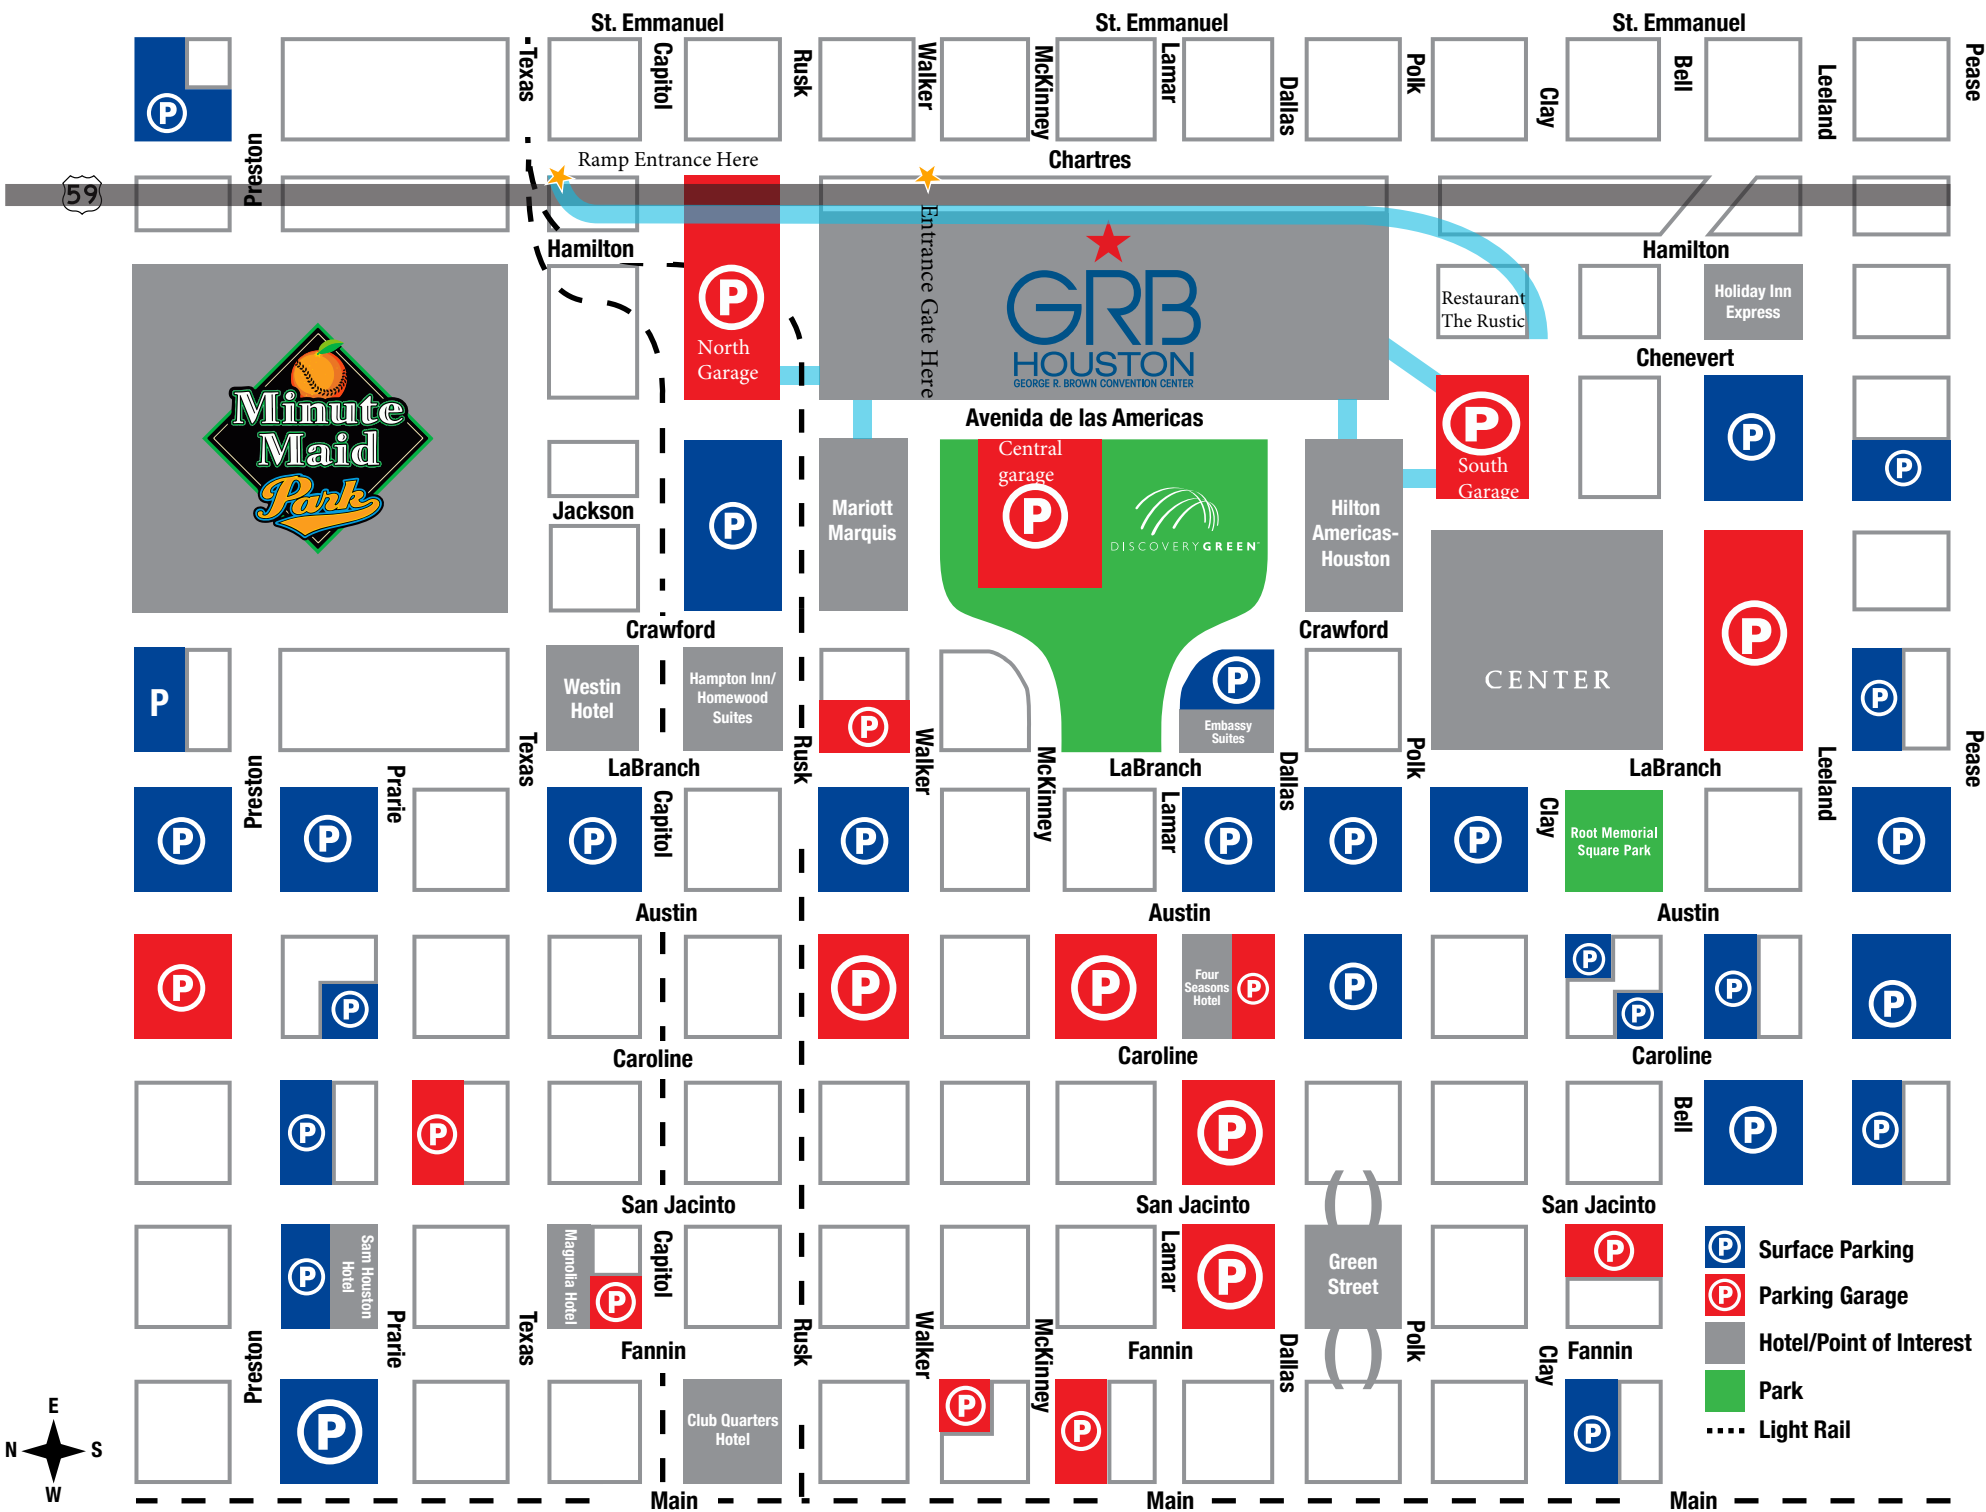 St. Emmanuel
St. Emmanuel
St. Emmanuel
Texas
Capitol
Rusk
Walker
McKinney
Lamar
Dallas
Polk
Clay
Bell
Leeland
Pease
P
Preston
Ramp Entrance Here
Chartres
59
Hamilton
Hamilton
Entrance Gate Here
P
North
Garage
GRB
HOUSTON
GEORGE R. BROWN CONVENTION CENTER
Restaurant
The Rustic
Holiday Inn
Express
Chenevert
Minute
Maid
Park
Avenida de las Americas
Central
garage
P
P
South
Garage
P
P
Jackson
P
Mariott
Marquis
DISCOVERY GREEN
Hilton
Americas-
Houston
Crawford
Crawford
P
Westin
Hotel
Hampton Inn/
Homewood
Suites
P
P
Embassy
Suites
CENTER
P
P
Preston
Prarie
Texas
LaBranch
Capitol
Rusk
Walker
McKinney
LaBranch
Lamar
Dallas
Polk
LaBranch
Clay
Leeland
Pease
P
P
P
P
P
P
P
Root Memorial
Square Park
P
Austin
Austin
Austin
P
P
P
P
Four
Seasons
Hotel
P
P
P
P
P
P
Caroline
Caroline
Caroline
P
P
P
Bell
P
P
San Jacinto
San Jacinto
San Jacinto
P
Sam Houston
Hotel
Magnolia Hotel
P
Capitol
Lamar
P
Green
Street
P
P Surface Parking
P Parking Garage
Hotel/Point of Interest
Park
Light Rail
Preston
Prarie
Texas
Fannin
Rusk
Walker
McKinney
Fannin
Dallas
Polk
Clay
Fannin
P
Club Quarters
Hotel
P
P
P
E
N S
W
Main
Main
Main